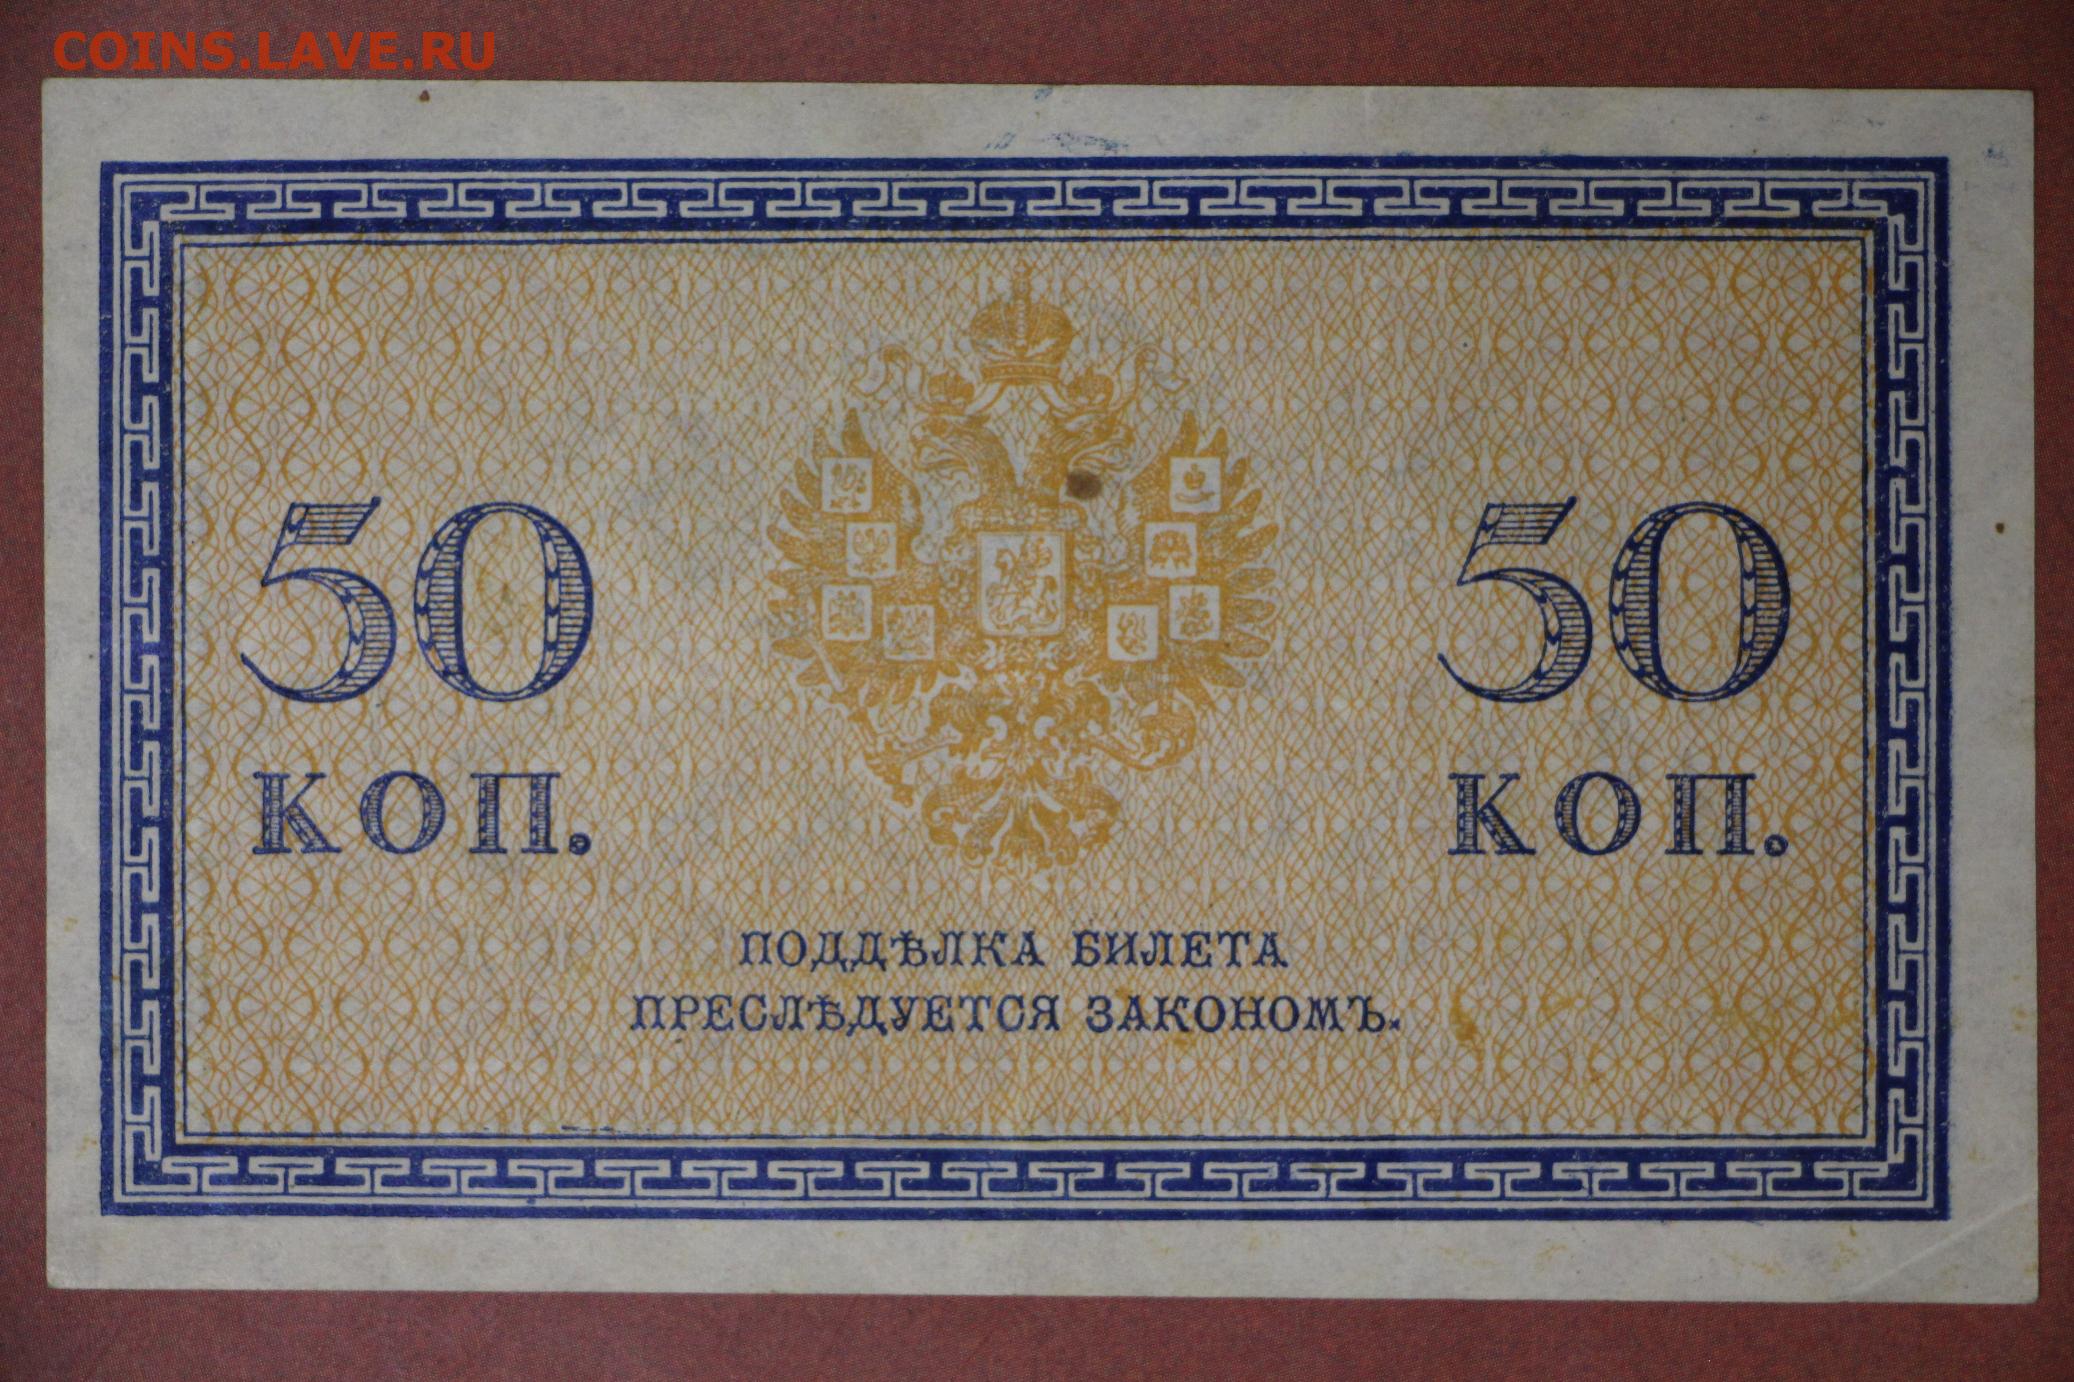 COINS.LAVE.RU
50 50
КОП. КОП.
ПОДДѢЛКА БИЛЕТА
ПРЕСЛѢДУЕТСЯ ЗАКОНОМЪ.